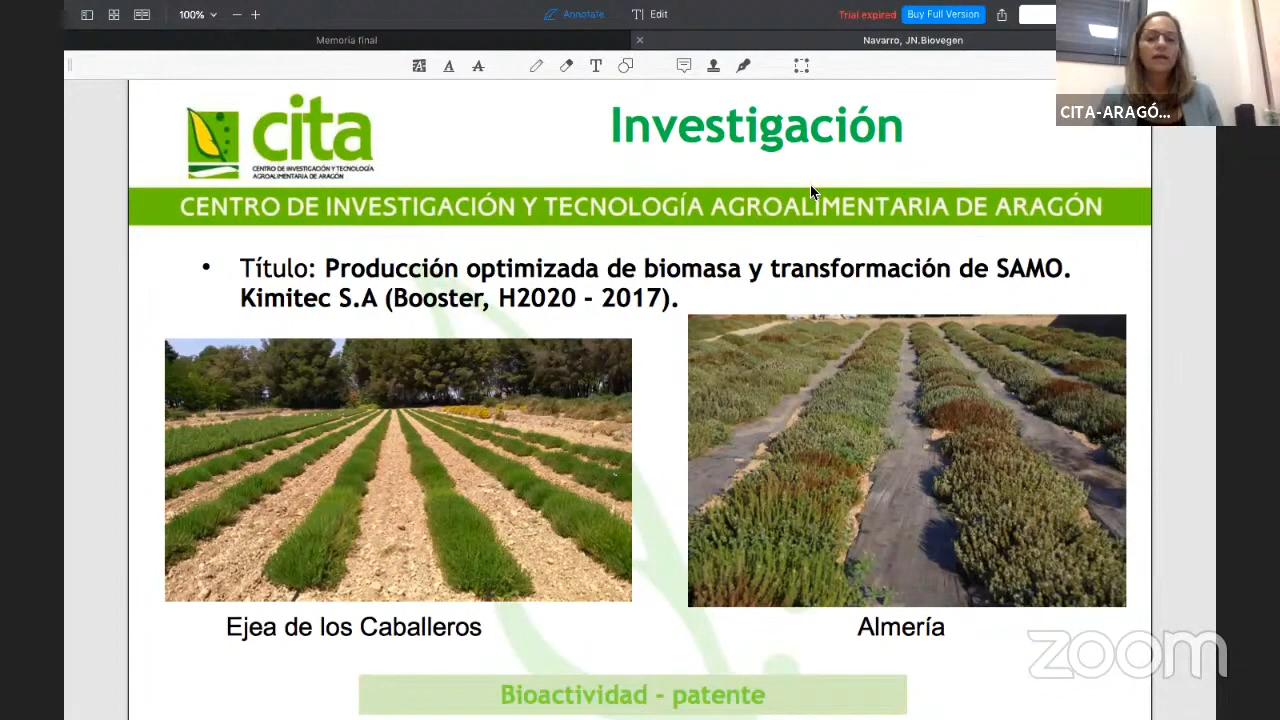 100%
Annotate
Edit
Trial expired
Buy Full Version
Memoria final
Navarro, JN.Biovegen
CITA-ARAGÓ...
cita
CENTRO DE INVESTIGACIÓN Y TECNOLOGÍA
AGROALIMENTARIA DE ARAGÓN
Investigación
CENTRO DE INVESTIGACIÓN Y TECNOLOGÍA AGROALIMENTARIA DE ARAGÓN
• Título: Producción optimizada de biomasa y transformación de SAMO.
Kimitec S.A (Booster, H2020 - 2017).
Ejea de los Caballeros
Almería
zoom
Bioactividad - patente